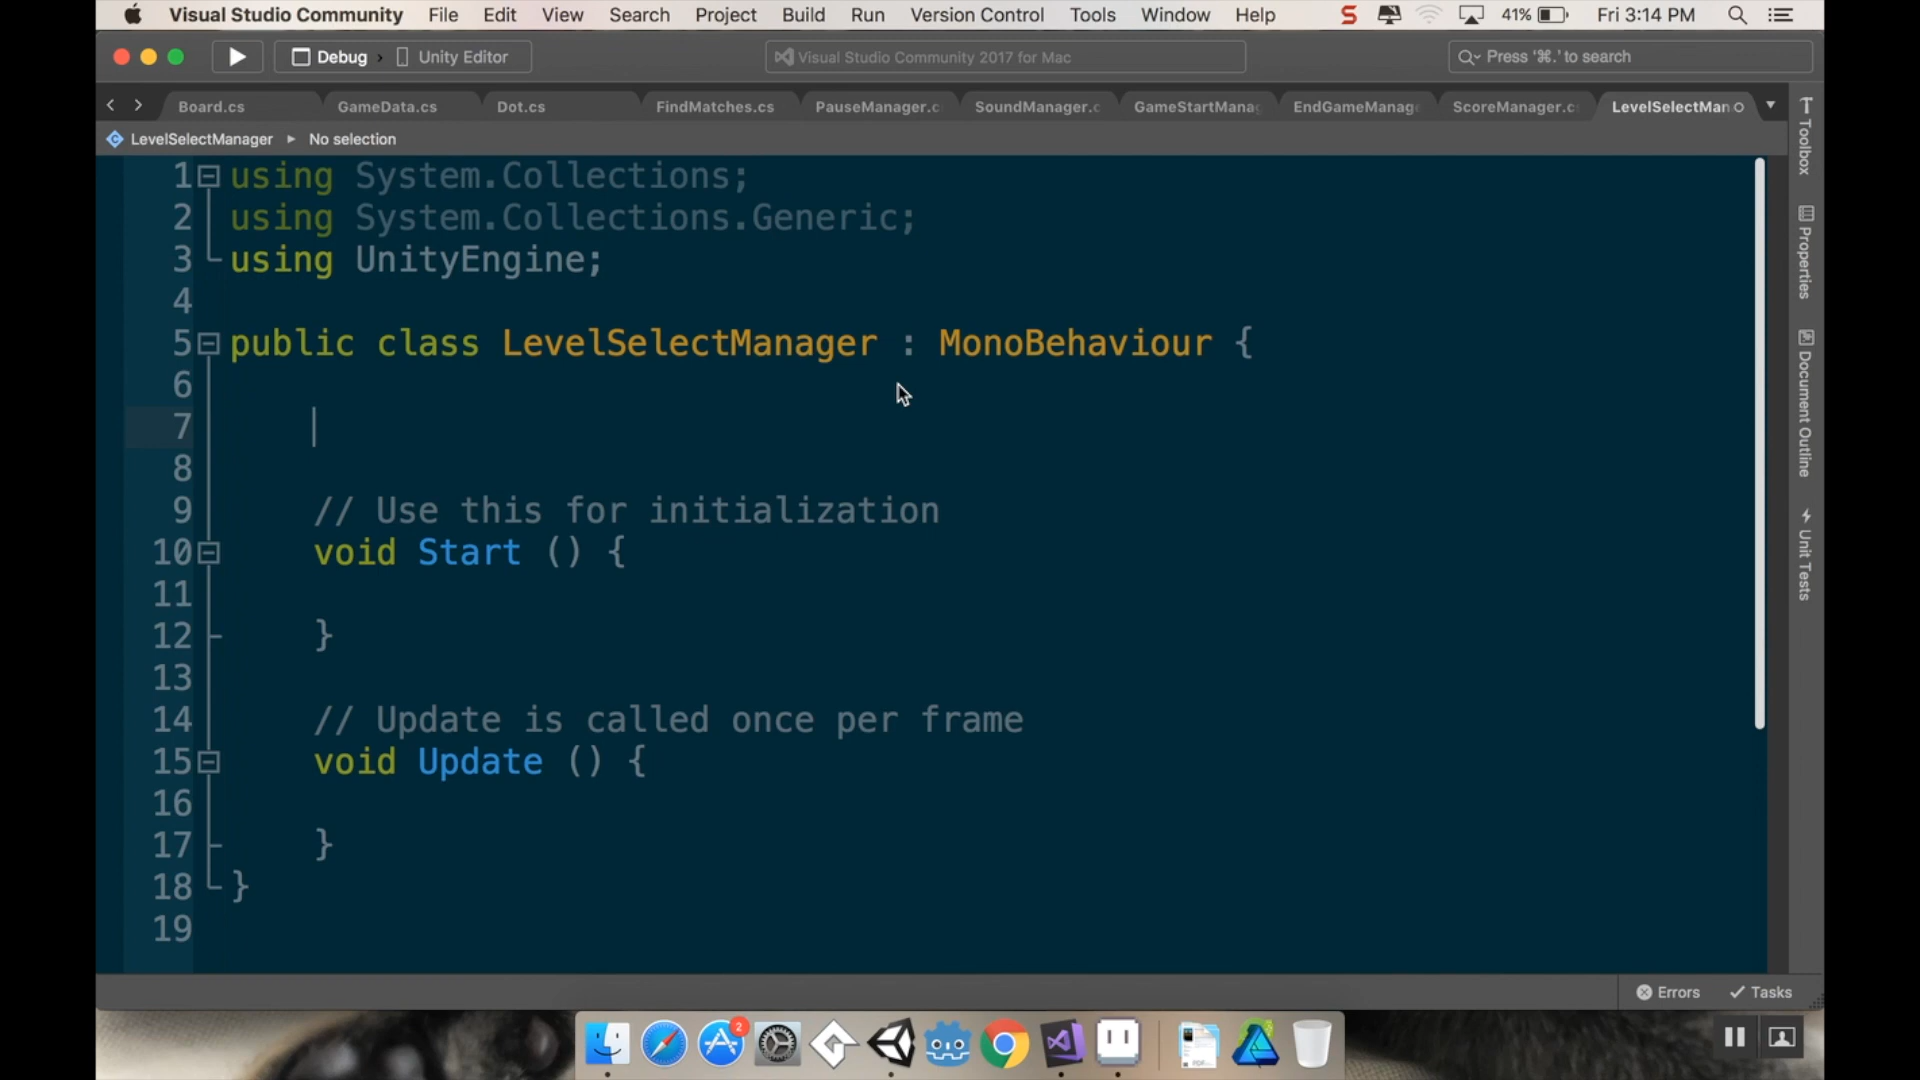 Visual Studio Community File Edit View Search Project Build Run Version Control Tools Window Help S 41% Fri 3:14 PM
Debug › Unity Editor Visual Studio Community 2017 for Mac Press '⌘.' to search
Board.cs GameData.cs Dot.cs FindMatches.cs PauseManager.c SoundManager.c GameStartMana EndGameManag ScoreManager.c LevelSelectMan
LevelSelectManager ▸ No selection
1 using System.Collections;
2 using System.Collections.Generic;
3 using UnityEngine;
4
5 public class LevelSelectManager : MonoBehaviour {
6
7
8
9 // Use this for initialization
10 void Start () {
11
12 }
13
14 // Update is called once per frame
15 void Update () {
16
17 }
18 }
19
Toolbox
Properties
Document Outline
Unit Tests
Errors Tasks
2